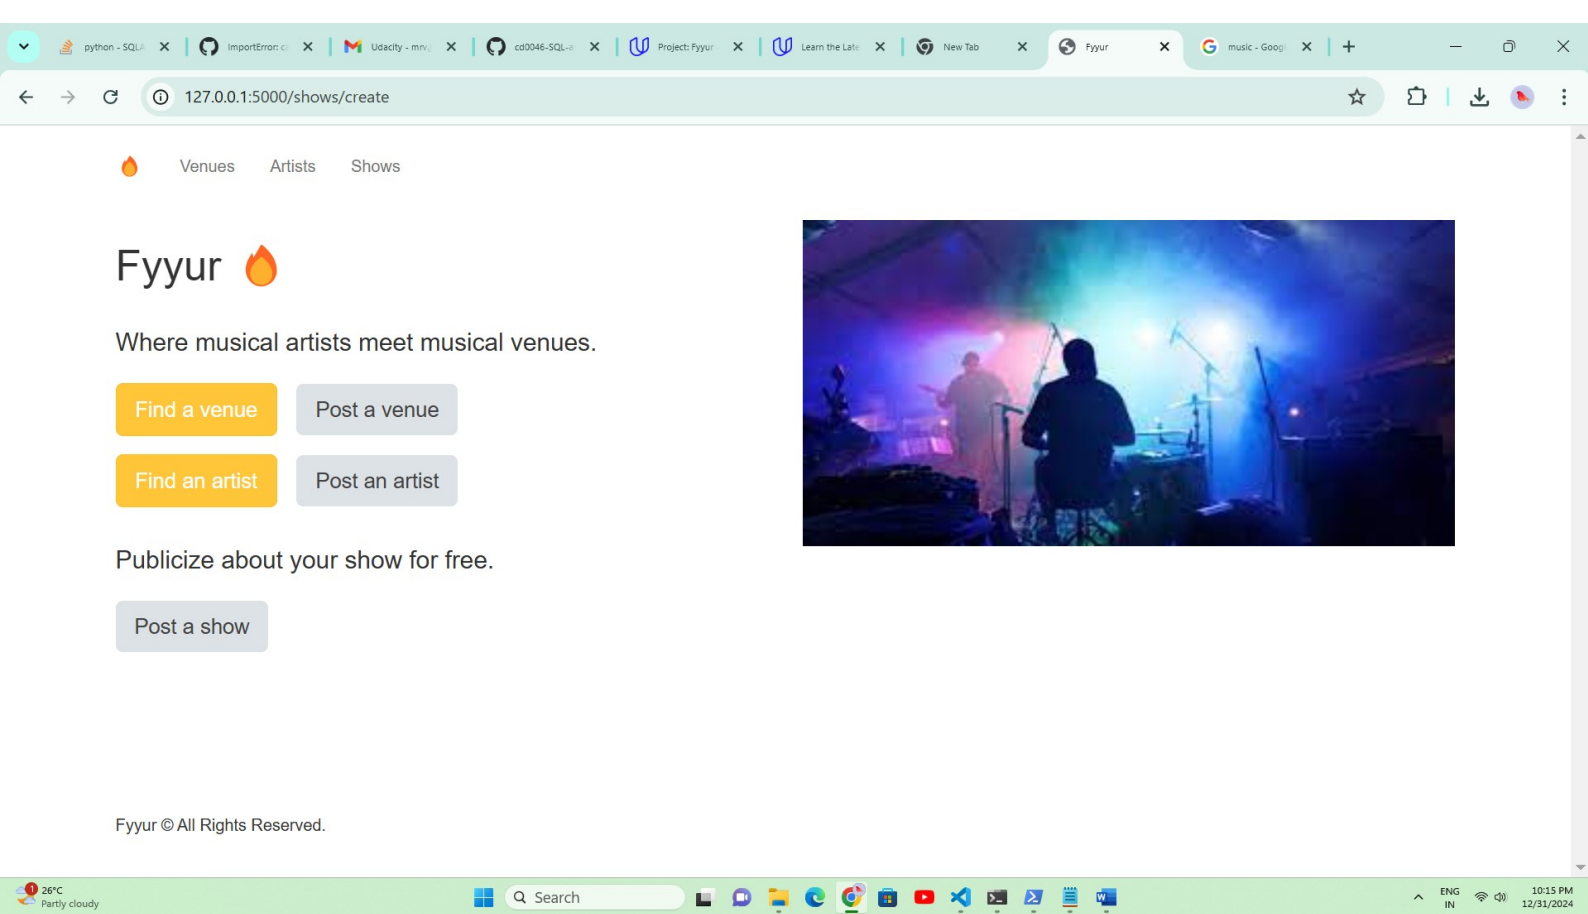 python - SQLA
ImportError: c
Udacity - mrv
cd0046-SQL-a
Project: Fyyur
Learn the Late
New Tab
Fyyur
music - Goog
127.0.0.1:5000/shows/create
Venues Artists Shows
Fyyur
Where musical artists meet musical venues.
Find a venue Post a venue
Find an artist Post an artist
Publicize about your show for free.
Post a show
Fyyur © All Rights Reserved.
1
26°C
Partly cloudy
Search
ENG
IN
10:15 PM
12/31/2024